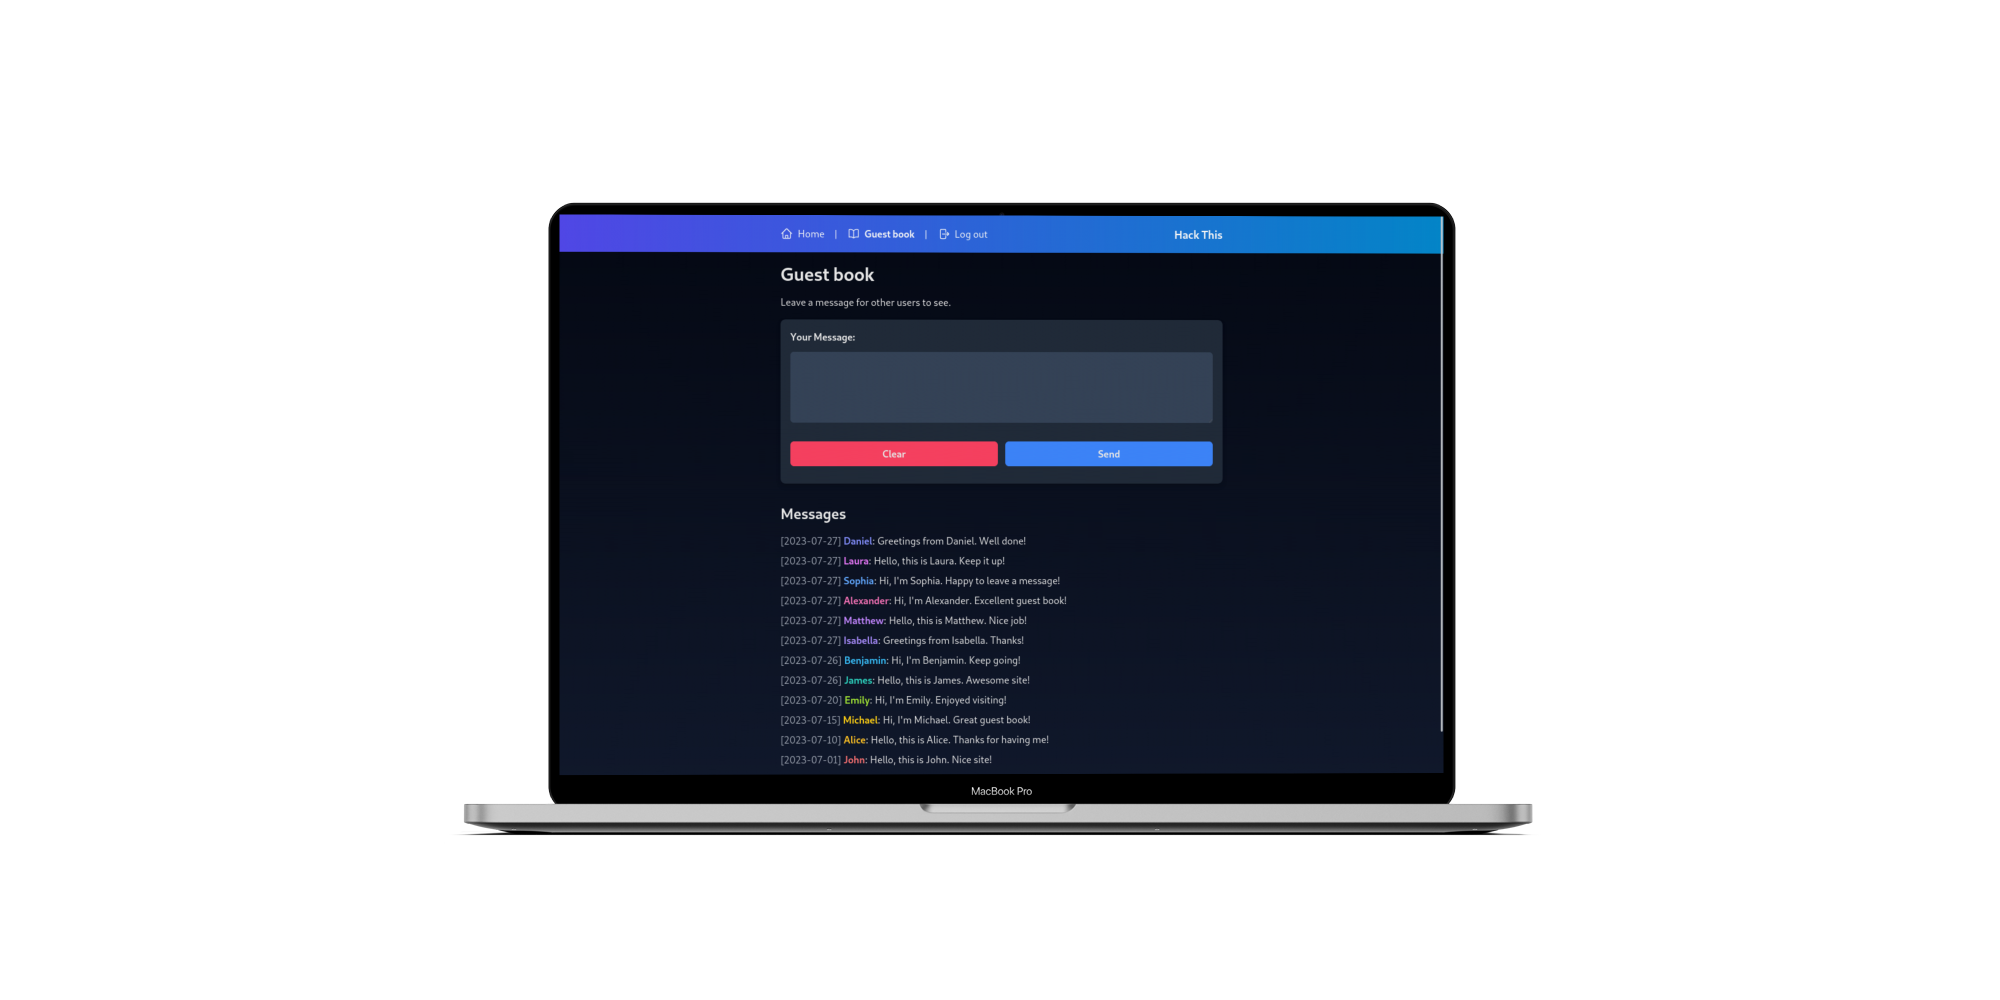 Home | Guest book | Log out
Hack This
Guest book
Leave a message for other users to see.
Your Message:
Clear
Send
Messages
[2023-07-27] Daniel: Greetings from Daniel. Well done!
[2023-07-27] Laura: Hello, this is Laura. Keep it up!
[2023-07-27] Sophia: Hi, I'm Sophia. Happy to leave a message!
[2023-07-27] Alexander: Hi, I'm Alexander. Excellent guest book!
[2023-07-27] Matthew: Hello, this is Matthew. Nice job!
[2023-07-27] Isabella: Greetings from Isabella. Thanks!
[2023-07-26] Benjamin: Hi, I'm Benjamin. Keep going!
[2023-07-26] James: Hello, this is James. Awesome site!
[2023-07-20] Emily: Hi, I'm Emily. Enjoyed visiting!
[2023-07-15] Michael: Hi, I'm Michael. Great guest book!
[2023-07-10] Alice: Hello, this is Alice. Thanks for having me!
[2023-07-01] John: Hello, this is John. Nice site!
MacBook Pro